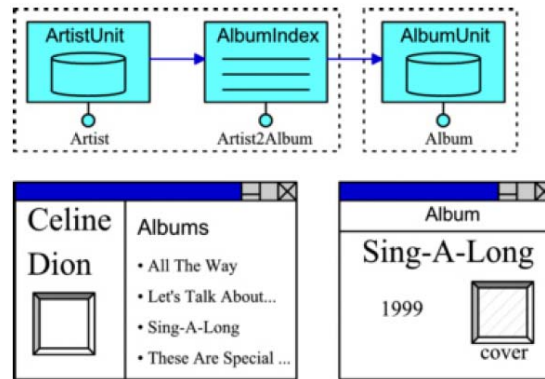 ArtistUnit
AlbumIndex
AlbumUnit
Artist
Artist2Album
Album
Celine
Dion
Albums
• All The Way
• Let's Talk About...
• Sing-A-Long
• These Are Special ...
Album
Sing-A-Long
1999
cover